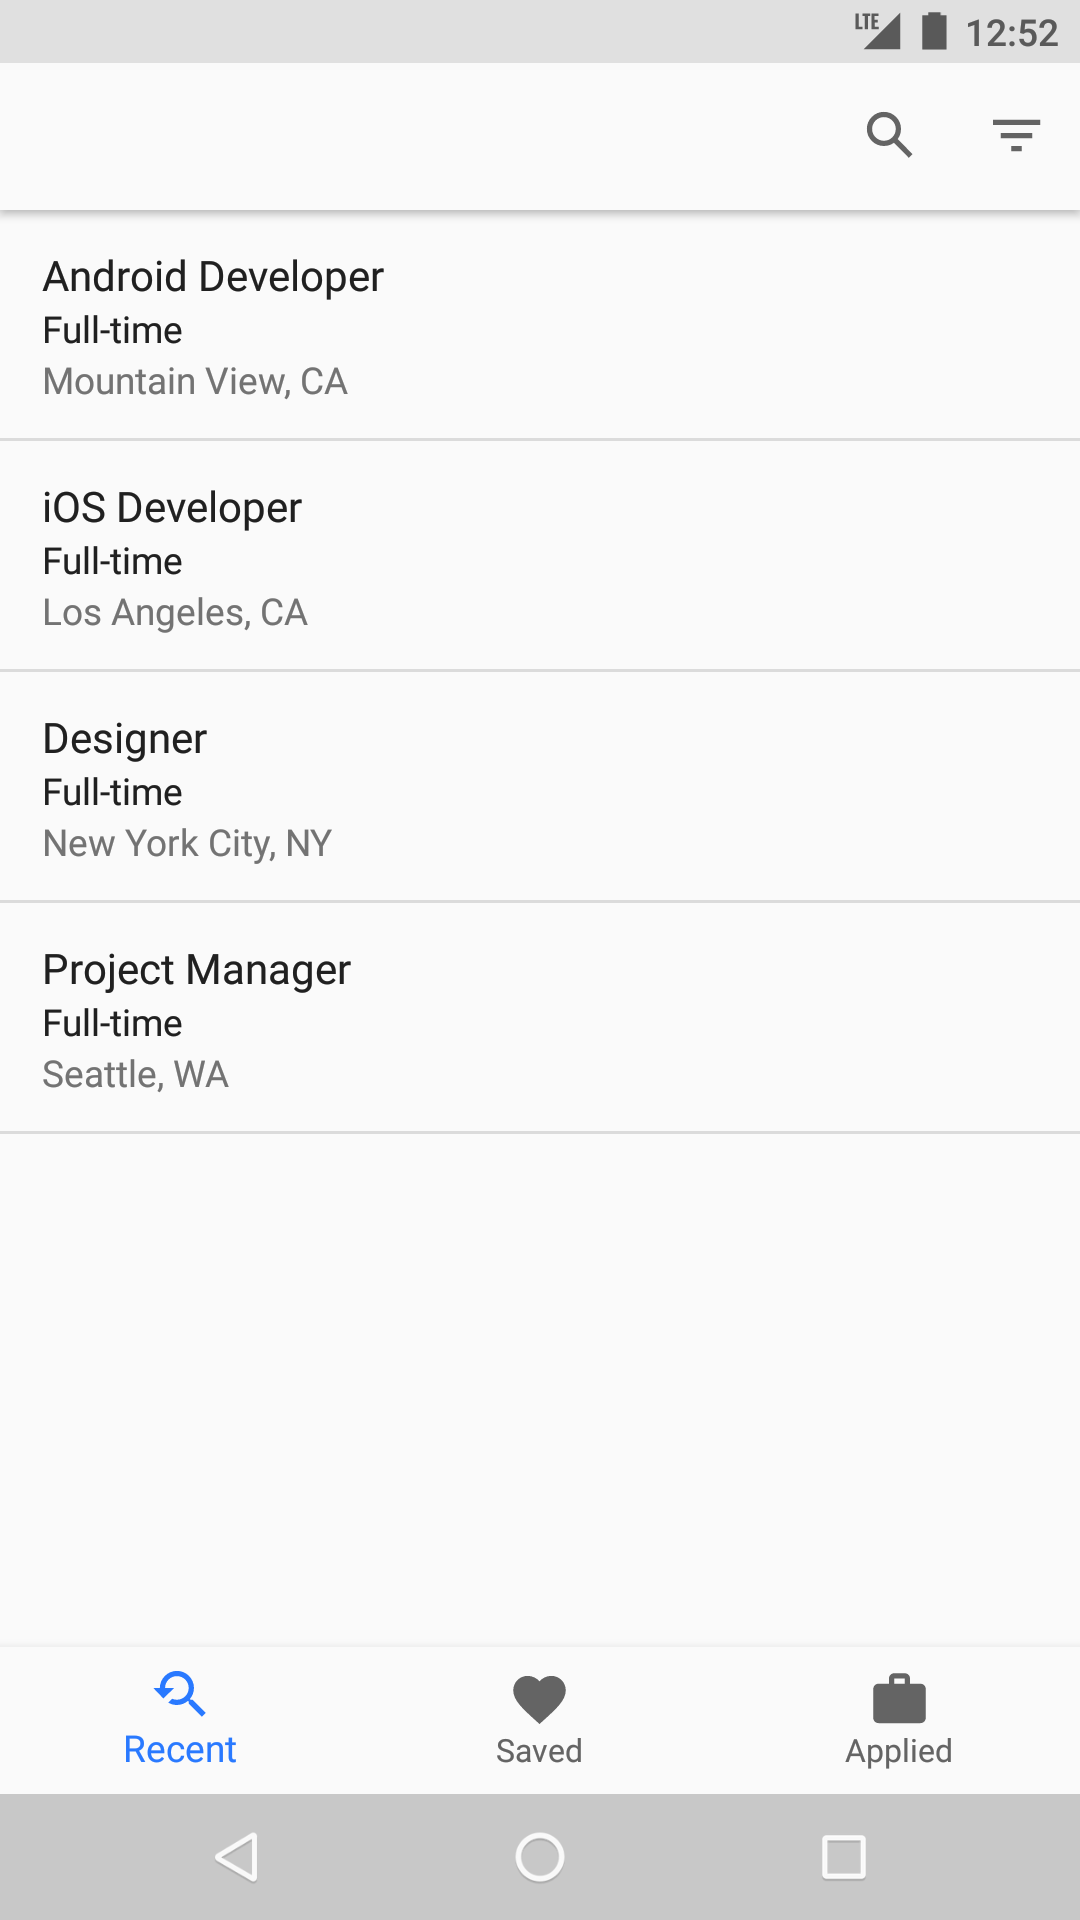 LTE 12:52
Android Developer
Full-time
Mountain View, CA
iOS Developer
Full-time
Los Angeles, CA
Designer
Full-time
New York City, NY
Project Manager
Full-time
Seattle, WA
Recent Saved Applied